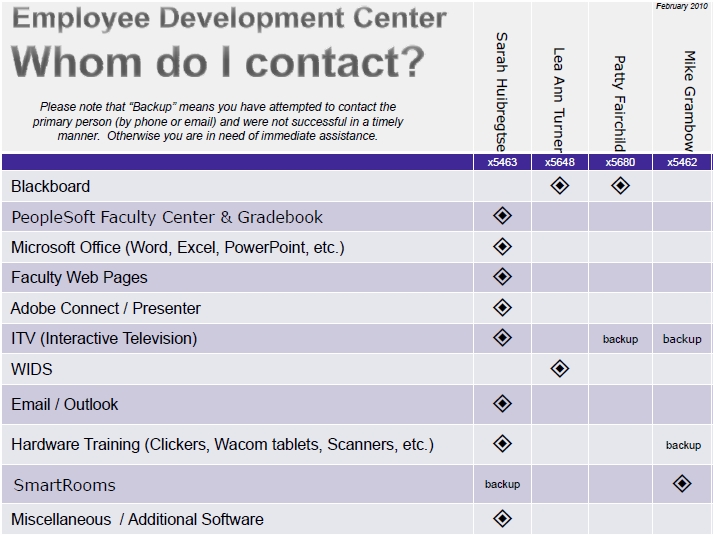 February 2010
Employee Development Center
Whom do I contact?
Please note that “Backup” means you have attempted to contact the
primary person (by phone or email) and were not successful in a timely
manner.  Otherwise you are in need of immediate assistance.
Sarah Huibregtse
Lea Ann Turner
Patty Fairchild
Mike Grambow
x5463 x5648 x5680 x5462
Blackboard
PeopleSoft Faculty Center & Gradebook
Microsoft Office (Word, Excel, PowerPoint, etc.)
Faculty Web Pages
Adobe Connect / Presenter
ITV (Interactive Television) backup backup
WIDS
Email / Outlook
Hardware Training (Clickers, Wacom tablets, Scanners, etc.) backup
SmartRooms backup
Miscellaneous  / Additional Software